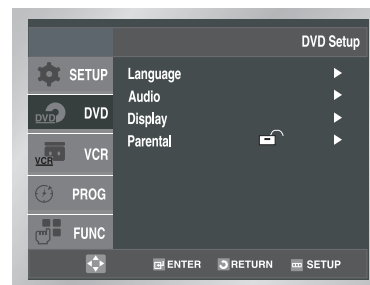 DVD Setup
SETUP
DVD
VCR
PROG
FUNC
Language
Audio
Display
Parental
DVD
VCR
ENTER RETURN SETUP